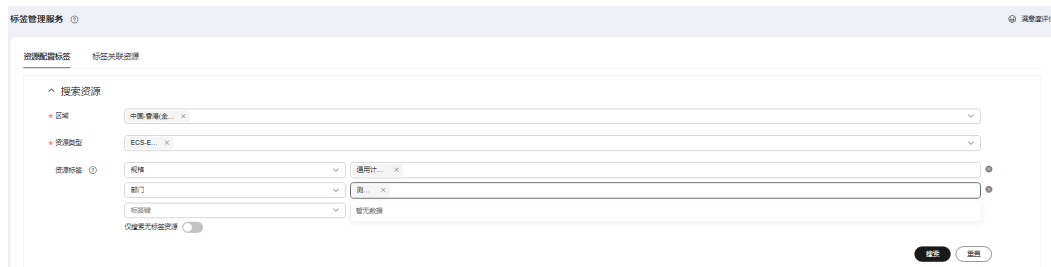 标签管理服务
满意度评价
资源配置标签 标签关联资源
搜索资源
* 区域 中国-香港(金... ×
* 资源类型 ECS-E... ×
资源标签 规格 通用计... ×
部门 测... ×
标签键 暂无数据
仅搜索无标签资源
搜索 重置